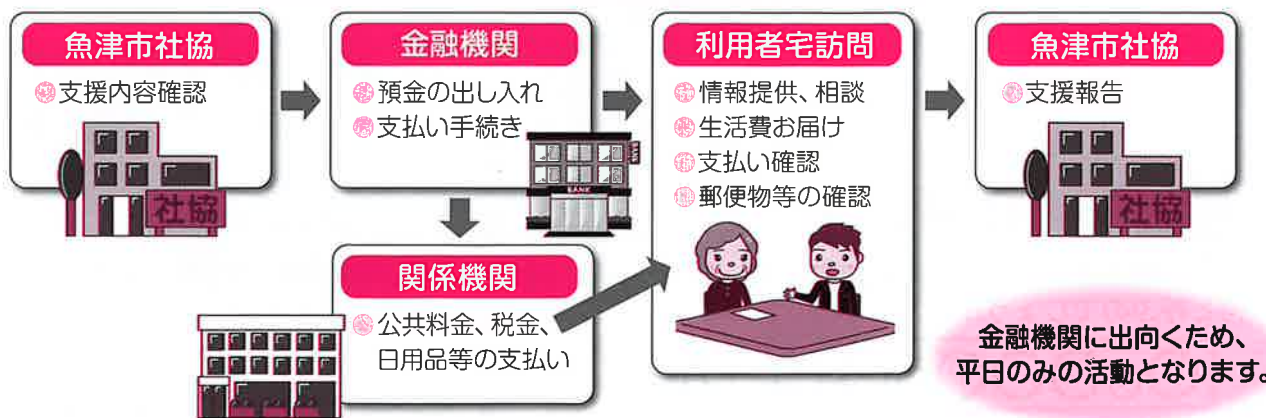 魚津市社協
支援内容確認
社協
金融機関
預金の出し入れ
支払い手続き
BANK
BANK
関係機関
公共料金、税金、
日用品等の支払い
利用者宅訪問
情報提供、相談
生活費お届け
支払い確認
郵便物等の確認
魚津市社協
支援報告
社協
金融機関に出向くため、
平日のみの活動となります。